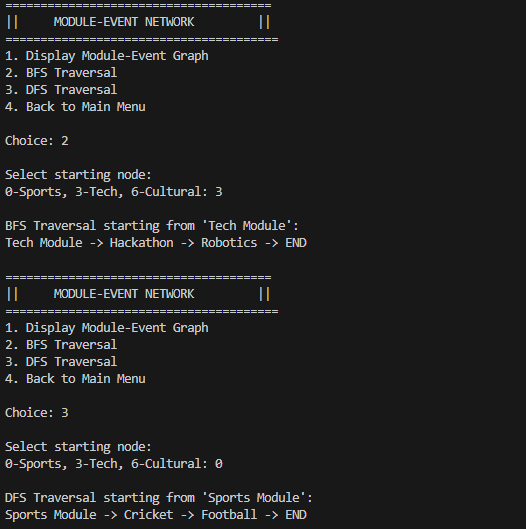 ======================================
||     MODULE-EVENT NETWORK         ||
=======================================
1. Display Module-Event Graph
2. BFS Traversal
3. DFS Traversal
4. Back to Main Menu
Choice: 2
Select starting node:
0-Sports, 3-Tech, 6-Cultural: 3
BFS Traversal starting from 'Tech Module':
Tech Module -> Hackathon -> Robotics -> END
======================================
||     MODULE-EVENT NETWORK         ||
=======================================
1. Display Module-Event Graph
2. BFS Traversal
3. DFS Traversal
4. Back to Main Menu
Choice: 3
Select starting node:
0-Sports, 3-Tech, 6-Cultural: 0
DFS Traversal starting from 'Sports Module':
Sports Module -> Cricket -> Football -> END